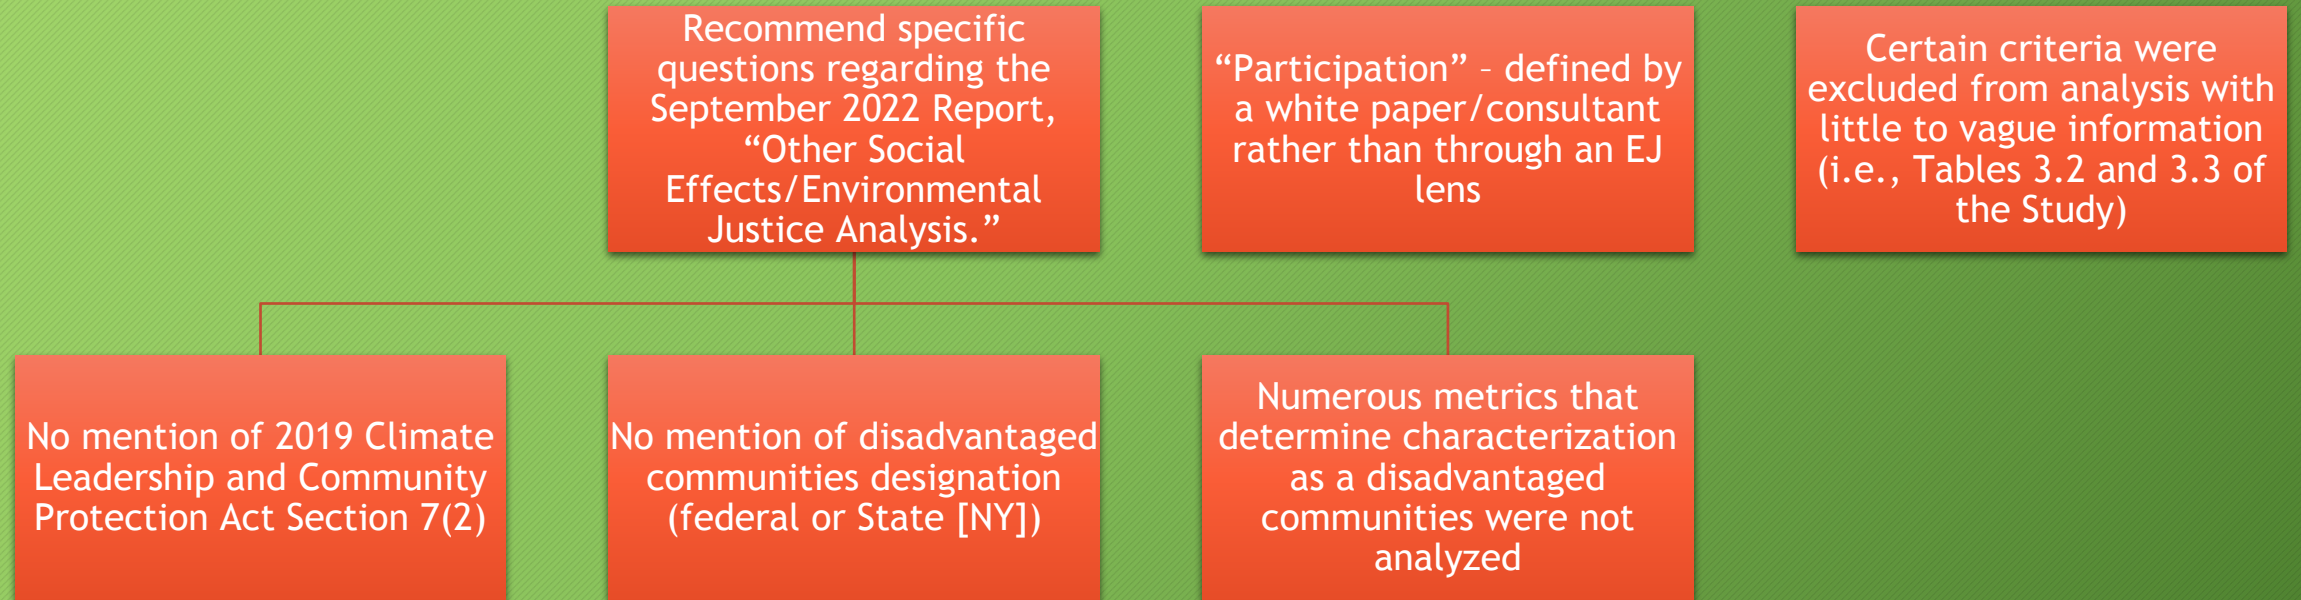 Recommend specific
questions regarding the
September 2022 Report,
“Other Social
Effects/Environmental
Justice Analysis.”
“Participation” – defined by
a white paper/consultant
rather than through an EJ
lens
Certain criteria were
excluded from analysis with
little to vague information
(i.e., Tables 3.2 and 3.3 of
the Study)
No mention of 2019 Climate
Leadership and Community
Protection Act Section 7(2)
No mention of disadvantaged
communities designation
(federal or State [NY])
Numerous metrics that
determine characterization
as a disadvantaged
communities were not
analyzed